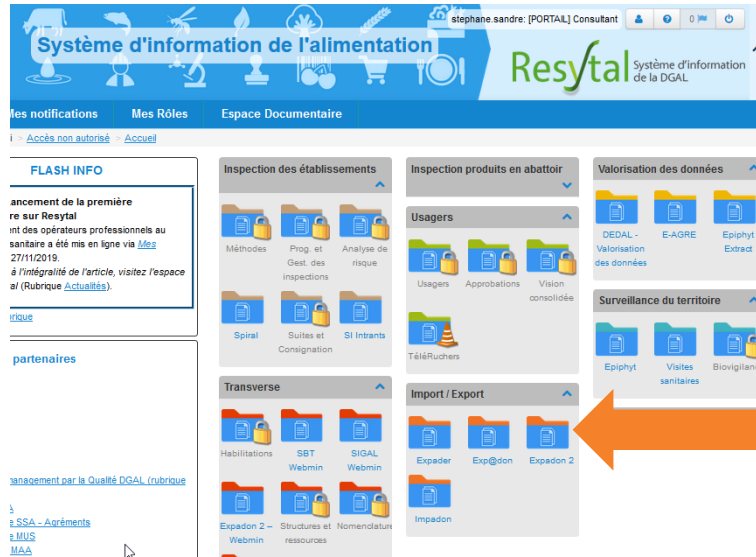 stephane.sandre: [PORTAIL] Consultant
0
Système d'information de l'alimentation
Resytal
Système d'information
de la DGAL
Mes notifications
Mes Rôles
Espace Documentaire
i > Accès non autorisé > Accueil
FLASH INFO
ancement de la première
re sur Resytal
ent des opérateurs professionnels au
sanitaire a été mis en ligne via Mes
27/11/2019.
à l'intégralité de l'article, visitez l'espace
al (Rubrique Actualités).
orique
partenaires
management par la Qualité DGAL (rubrique
A
e SSA - Agréments
e MUS
MAA
Inspection des établissements
Méthodes
Prog. et
Gest. des
inspections
Analyse de
risque
Spiral
Suites et
Consignation
SI Intrants
Transverse
Habilitations
SBT
Webmin
SIGAL
Webmin
Expadon 2 –
Webmin
Structures et
ressources
Nomenclature
Inspection produits en abattoir
Usagers
Usagers
Approbations
Vision
consolidée
TéléRuchers
Import / Export
Expader
Exp@don
Expadon 2
Impadon
Valorisation des données
DEDAL -
Valorisation
des données
E-AGRE
Epiphyt
Extract
Surveillance du territoire
Epiphyt
Visites
sanitaires
Biovigilanc